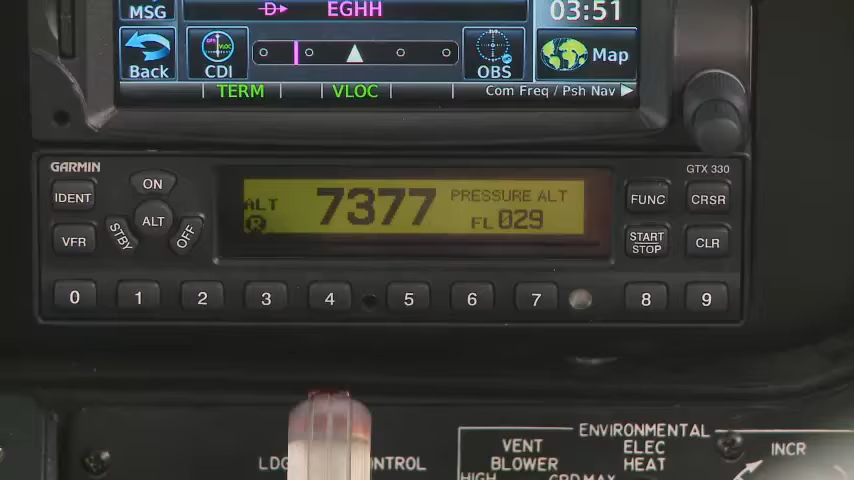 MSG
D
EGHH
03:51
Back
CDI
OBS
Map
TERM
VLOC
Com Freq / Psh Nav
GARMIN
GTX 330
IDENT
ON
ALT
7377
PRESSURE ALT
FUNC
CRSR
ALT
R
FL 029
VFR
STBY
OFF
START
STOP
CLR
0 1 2 3 4 5 6 7 8 9
ENVIRONMENTAL
VENT
BLOWER
ELEC
HEAT
INCR
HIGH